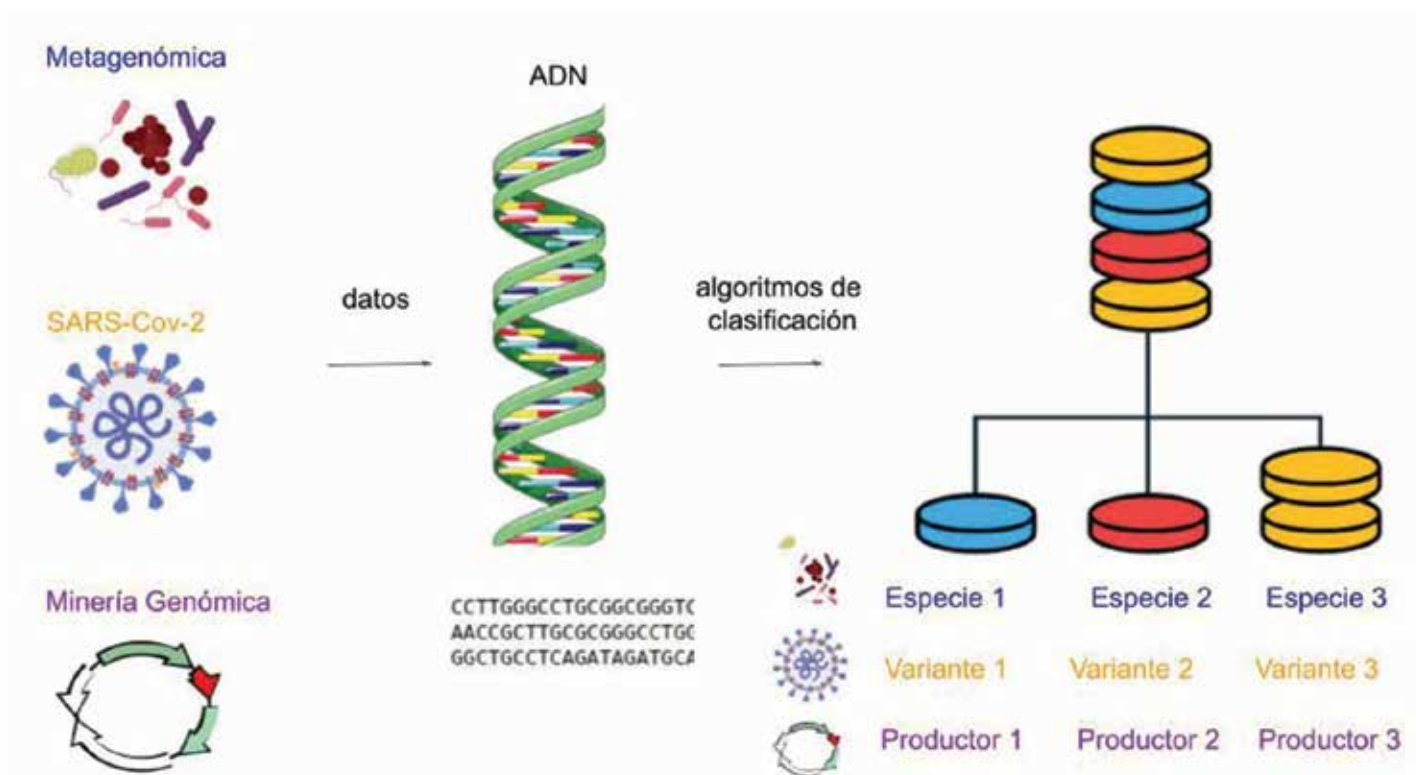 Metagenómica
SARS-Cov-2
Minería Genómica
datos
ADN
CCTTGGGCCTGCGGCGGGTC
AACCGCTTGCGCGGGCCTGG
GGCTGCCTCAGATAGATGCA
algoritmos de
clasificación
Especie 1 Especie 2 Especie 3
Variante 1 Variante 2 Variante 3
Productor 1 Productor 2 Productor 3